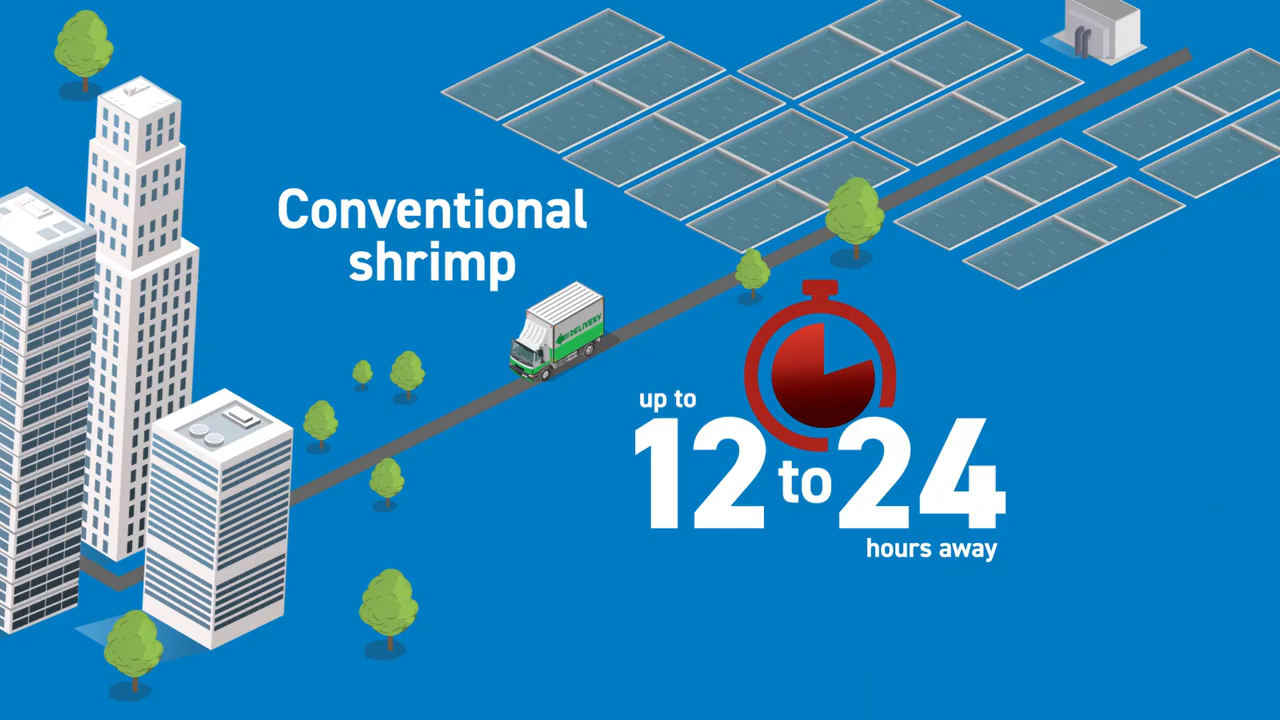 Conventional
shrimp
DELIVERY
up to
12 to 24
hours away